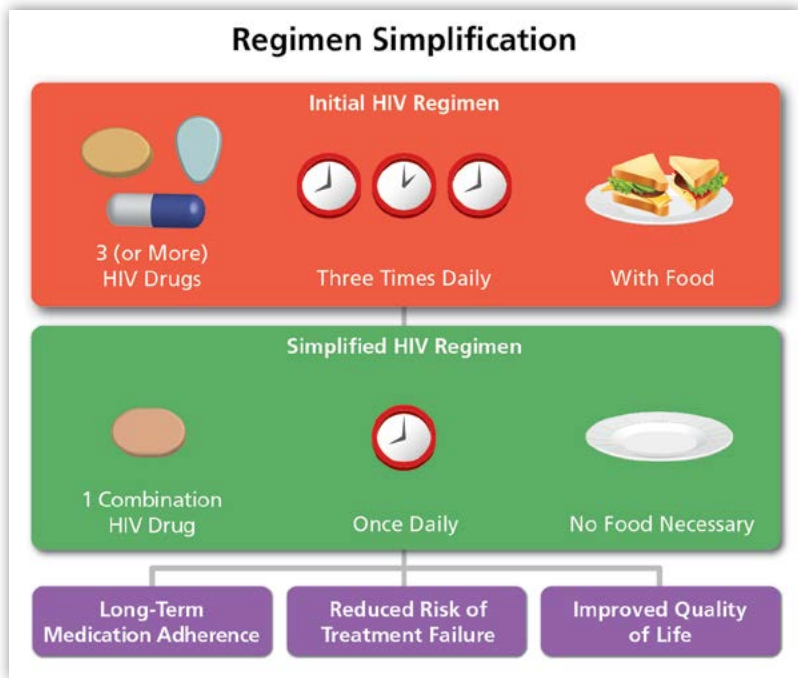 Regimen Simplification
Initial HIV Regimen
3 (or More)
HIV Drugs
Three Times Daily
With Food
Simplified HIV Regimen
1 Combination
HIV Drug
Once Daily
No Food Necessary
Long-Term
Medication Adherence
Reduced Risk of
Treatment Failure
Improved Quality
of Life